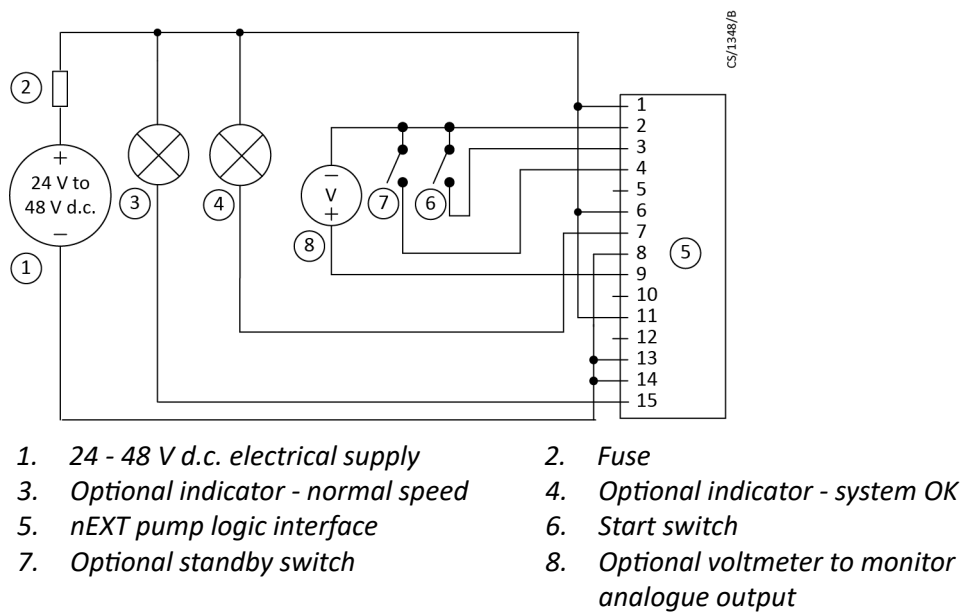 CS/1348/B
2
+
24 V to
48 V d.c.
−
1
3
4
−
V
+
8
7
6
1
2
3
4
5
6
7
8
9
10
11
12
13
14
15
5
1. 24 - 48 V d.c. electrical supply
2. Fuse
3. Optional indicator - normal speed
4. Optional indicator - system OK
5. nEXT pump logic interface
6. Start switch
7. Optional standby switch
8. Optional voltmeter to monitor
analogue output